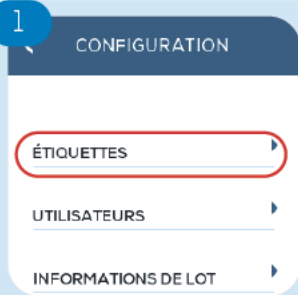 1
CONFIGURATION
ÉTIQUETTES
UTILISATEURS
INFORMATIONS DE LOT